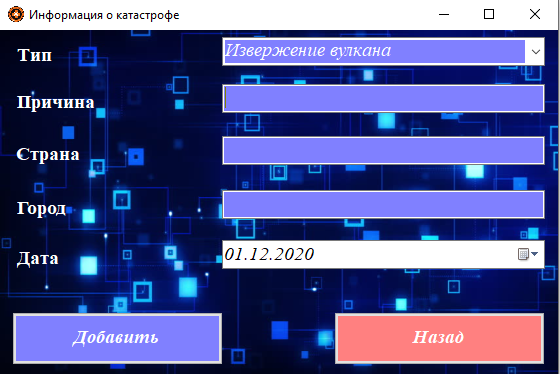 Информация о катастрофе
Тип
Извержение вулкана
Причина
Страна
Город
Дата
01.12.2020
Добавить
Назад